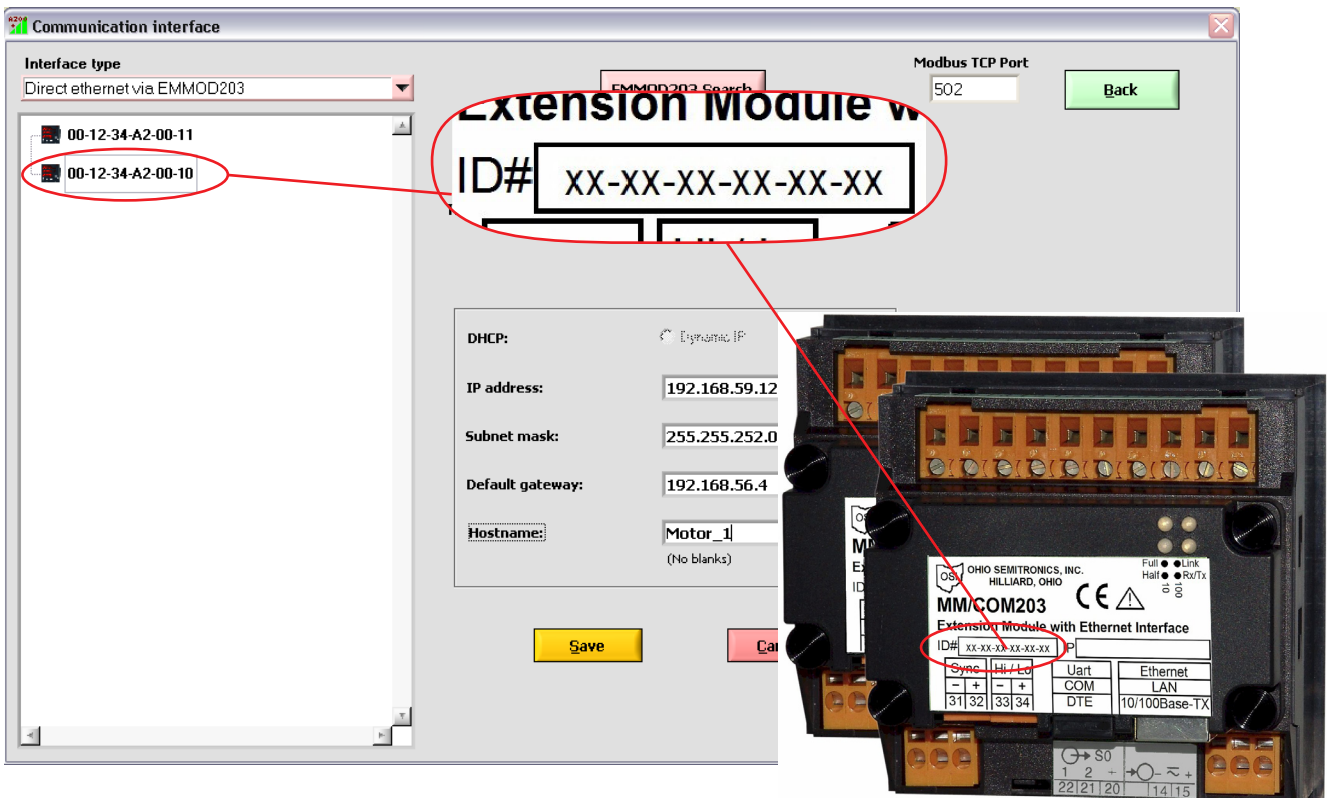 A200
Communication interface
Interface type
Direct ethernet via EMMOD203
EMMOD203 Search
Modbus TCP Port
502
Back
00-12-34-A2-00-11
00-12-34-A2-00-10
Extension Module w
ID# XX-XX-XX-XX-XX-XX
DHCP:
Dynamic IP
IP address:
192.168.59.12
Subnet mask:
255.255.252.0
Default gateway:
192.168.56.4
Hostname:
Motor_1
(No blanks)
Save
Ca
OSI
OHIO SEMITRONICS, INC.
HILLIARD, OHIO
Full Link
Half Rx/Tx
10 100
CE
MM/COM203
Extension Module with Ethernet Interface
ID# xx-xx-xx-xx-xx-xx IP
Sync Hi / Lo Uart Ethernet
- + - + COM LAN
31 32 33 34 DTE 10/100Base-TX
S0
1 2 + - +
22 21 20 14 15